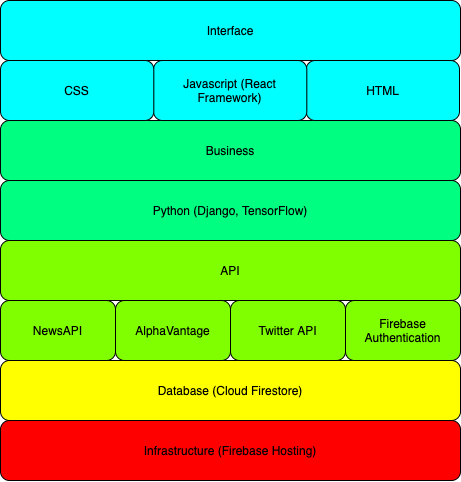 Interface
CSS
Javascript (React
Framework)
HTML
Business
Python (Django, TensorFlow)
API
NewsAPI
AlphaVantage
Twitter API
Firebase
Authentication
Database (Cloud Firestore)
Infrastructure (Firebase Hosting)